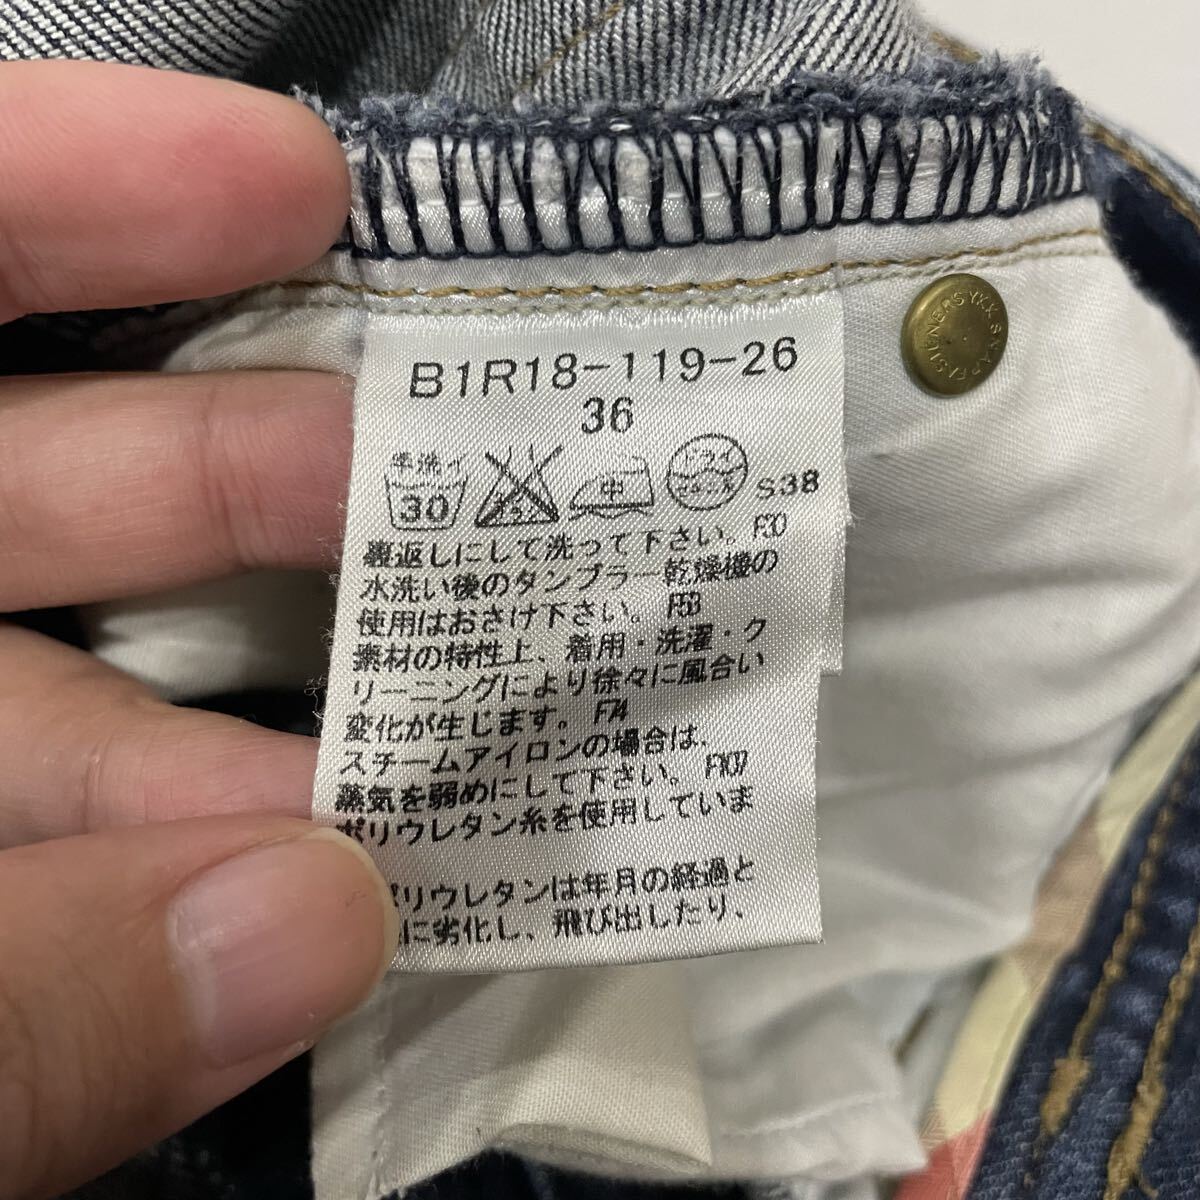 B1R18-119-26
36
30
中
ドライ
S38
裏返しにして洗って下さい。F30
水洗い後のタンブラー乾燥機の
使用はおさけ下さい。F53
素材の特性上、着用・洗濯・ク
リーニングにより徐々に風合い
変化が生じます。F74
スチームアイロンの場合は、
蒸気を弱めにして下さい。F107
ポリウレタン糸を使用していま
ポリウレタンは年月の経過と
に劣化し、飛び出したり、
YKK SNAP FASTENERS